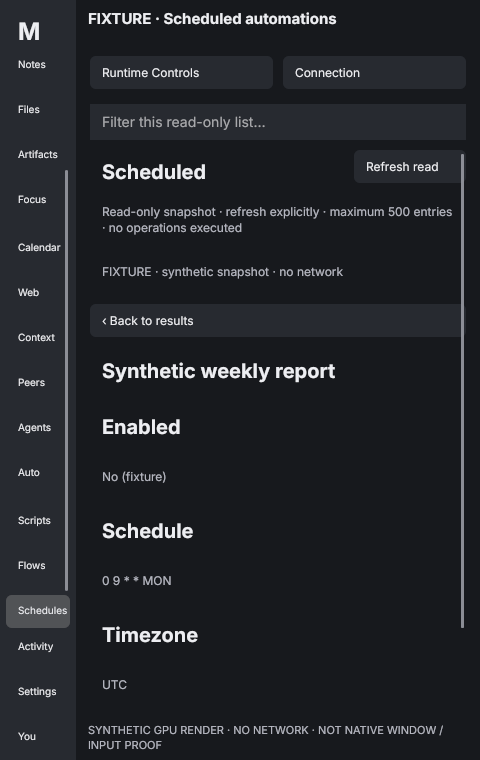 M
Notes
Files
Artifacts
Focus
Calendar
Web
Context
Peers
Agents
Auto
Scripts
Flows
Schedules
Activity
Settings
You
FIXTURE · Scheduled automations
Runtime Controls
Connection
Filter this read-only list...
Scheduled
Refresh read
Read-only snapshot · refresh explicitly · maximum 500 entries
· no operations executed
FIXTURE · synthetic snapshot · no network
‹ Back to results
Synthetic weekly report
Enabled
No (fixture)
Schedule
0 9 * * MON
Timezone
UTC
SYNTHETIC GPU RENDER · NO NETWORK · NOT NATIVE WINDOW /
INPUT PROOF